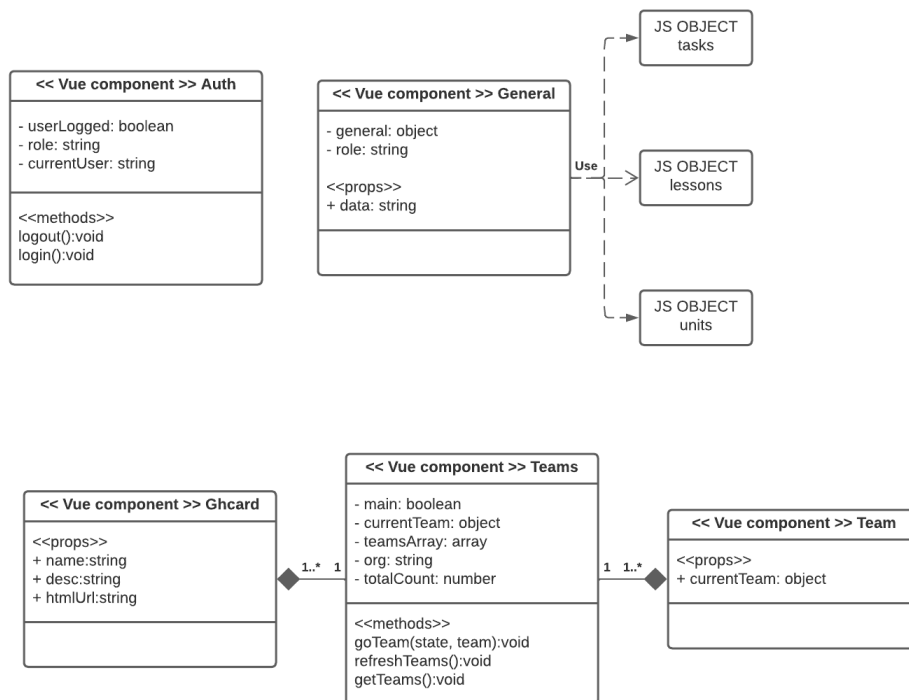 JS OBJECT
tasks
<< Vue component >> Auth
- userLogged: boolean
- role: string
- currentUser: string
<<methods>>
logout():void
login():void
<< Vue component >> General
- general: object
- role: string
<<props>>
+ data: string
Use
JS OBJECT
lessons
JS OBJECT
units
<< Vue component >> Ghcard
<<props>>
+ name:string
+ desc:string
+ htmlUrl:string
1..*
1
<< Vue component >> Teams
- main: boolean
- currentTeam: object
- teamsArray: array
- org: string
- totalCount: number
<<methods>>
goTeam(state, team):void
refreshTeams():void
getTeams():void
1
1..*
<< Vue component >> Team
<<props>>
+ currentTeam: object